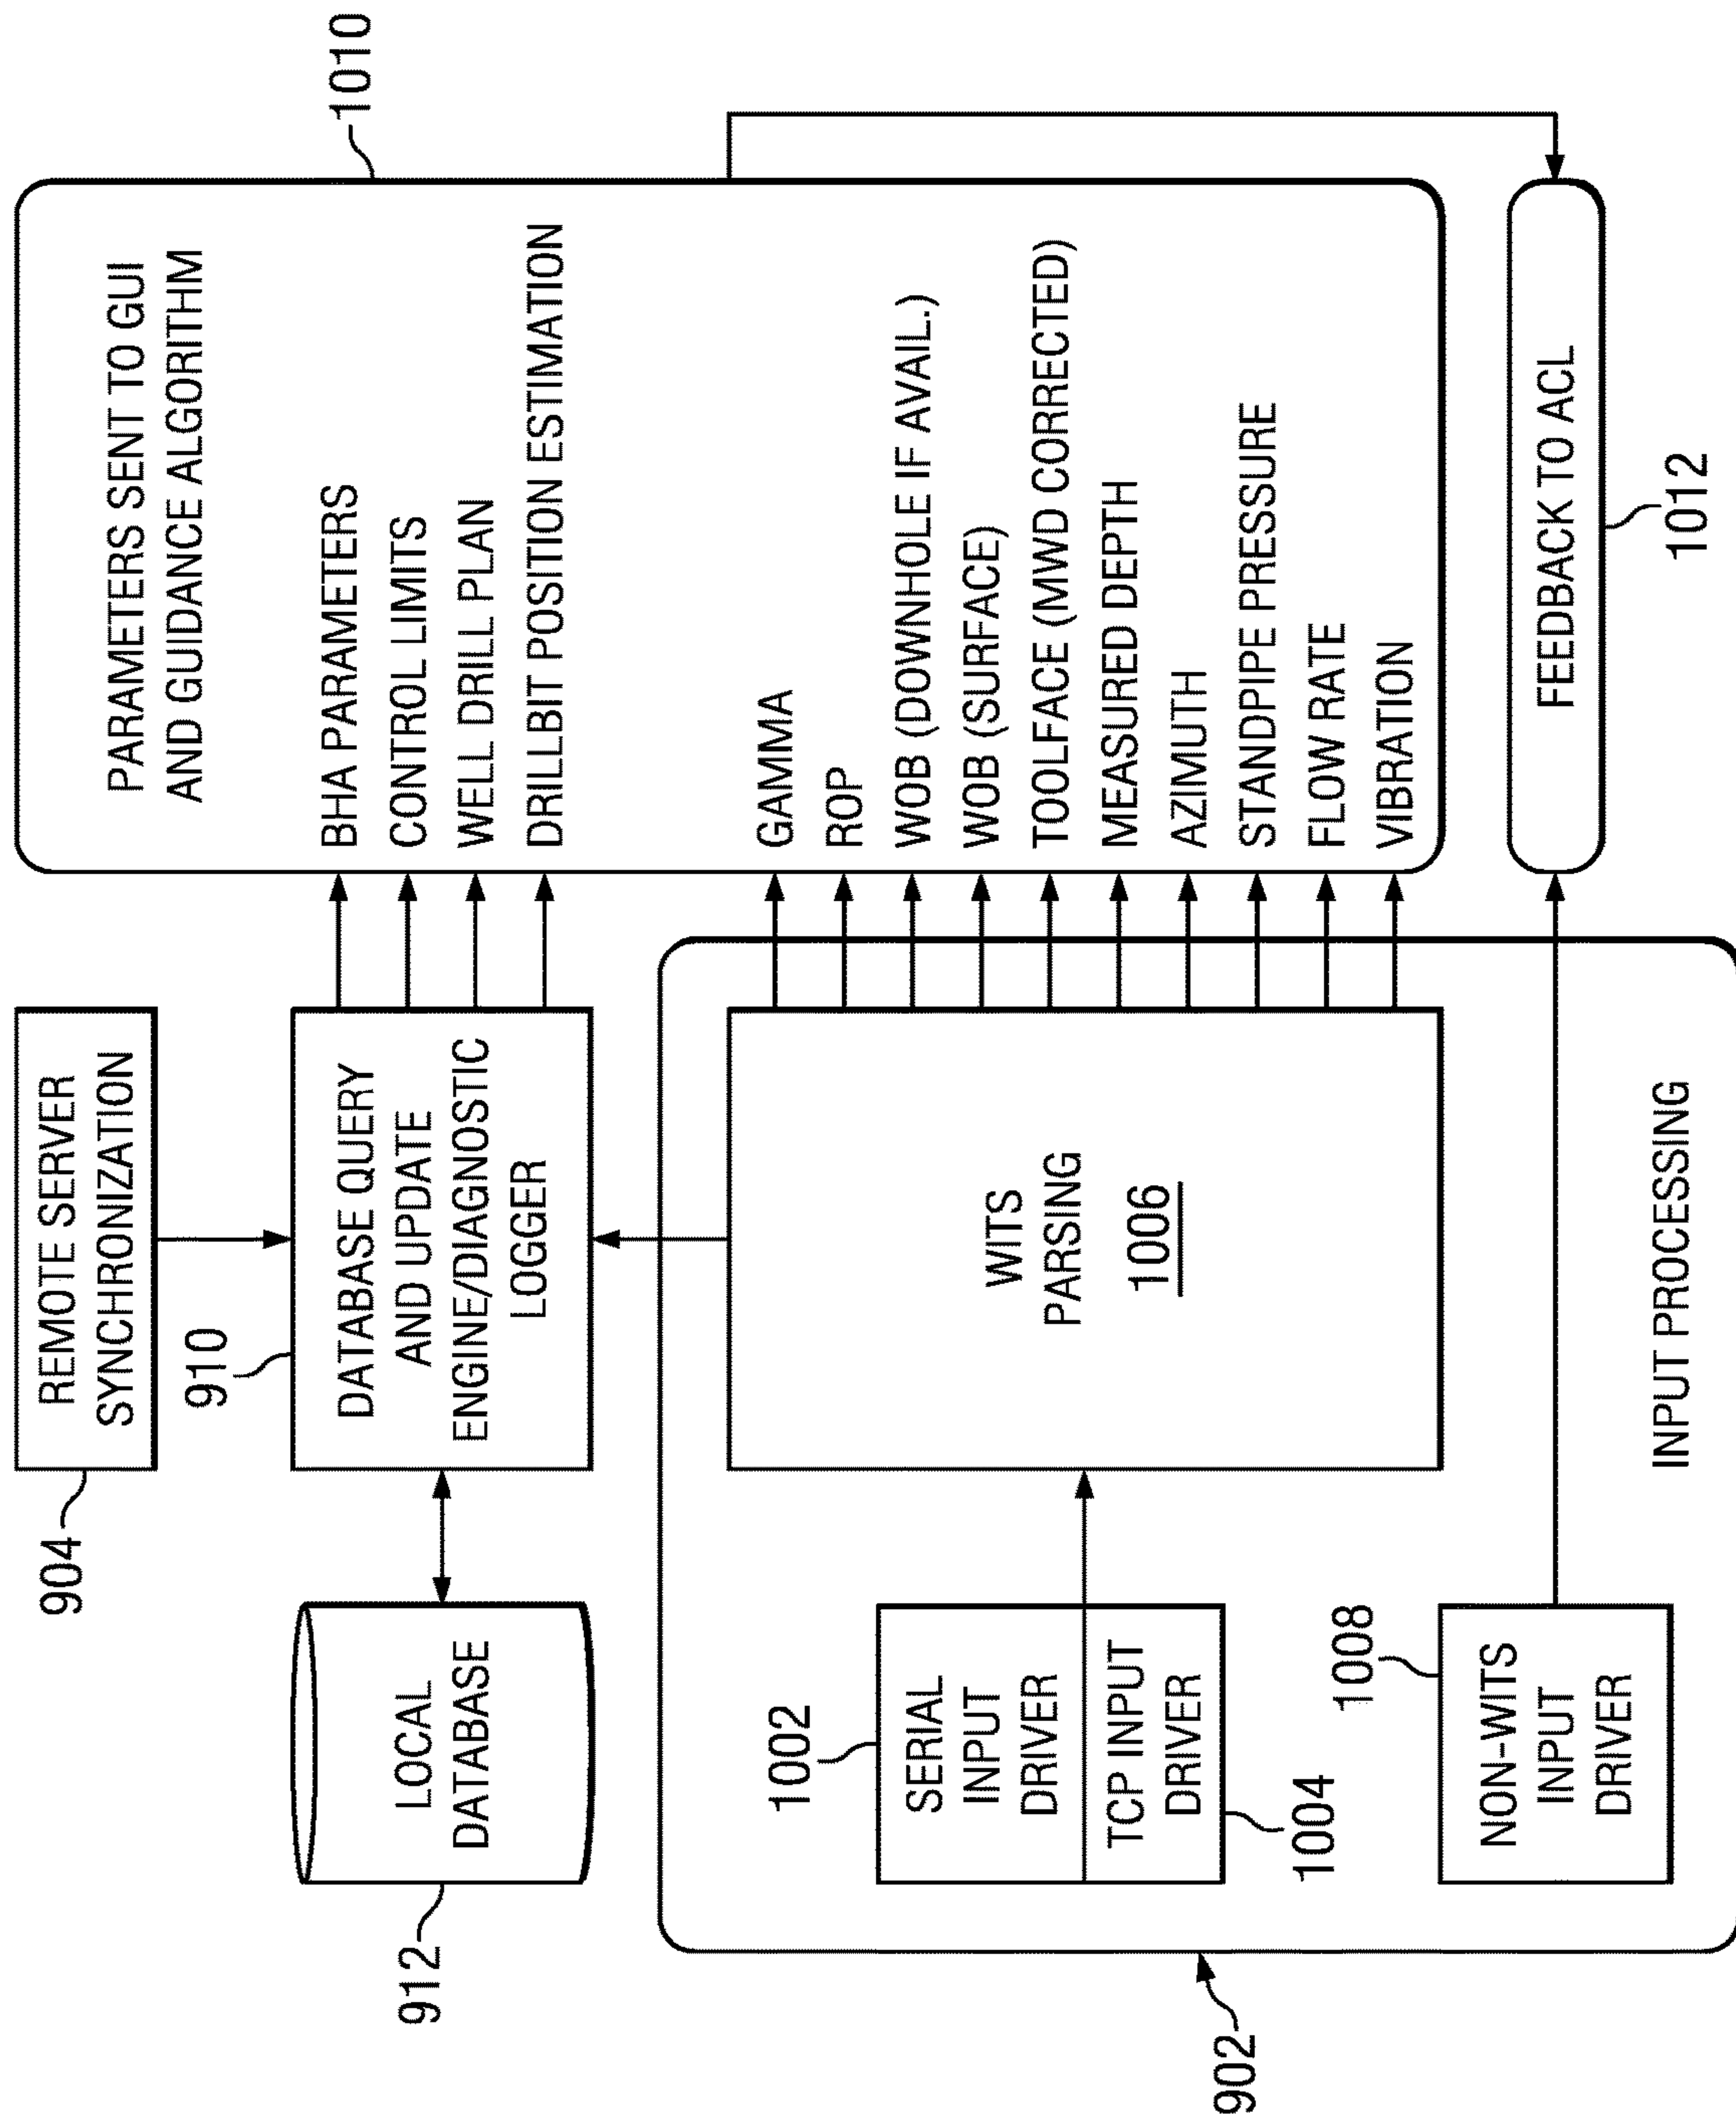 904
REMOTE SERVER
SYNCHRONIZATION
912
LOCAL
DATABASE
910
DATABASE QUERY
AND UPDATE
ENGINE/DIAGNOSTIC
LOGGER
1010
PARAMETERS SENT TO GUI
AND GUIDANCE ALGORITHM
BHA PARAMETERS
CONTROL LIMITS
WELL DRILL PLAN
DRILLBIT POSITION ESTIMATION
GAMMA
ROP
WOB (DOWNHOLE IF AVAIL.)
WOB (SURFACE)
TOOLFACE (MWD CORRECTED)
MEASURED DEPTH
AZIMUTH
STANDPIPE PRESSURE
FLOW RATE
VIBRATION
902
1002
SERIAL
INPUT
DRIVER
TCP INPUT
DRIVER
1004
WITS
PARSING
1006
1008
NON-WITS
INPUT
DRIVER
INPUT PROCESSING
FEEDBACK TO ACL
1012